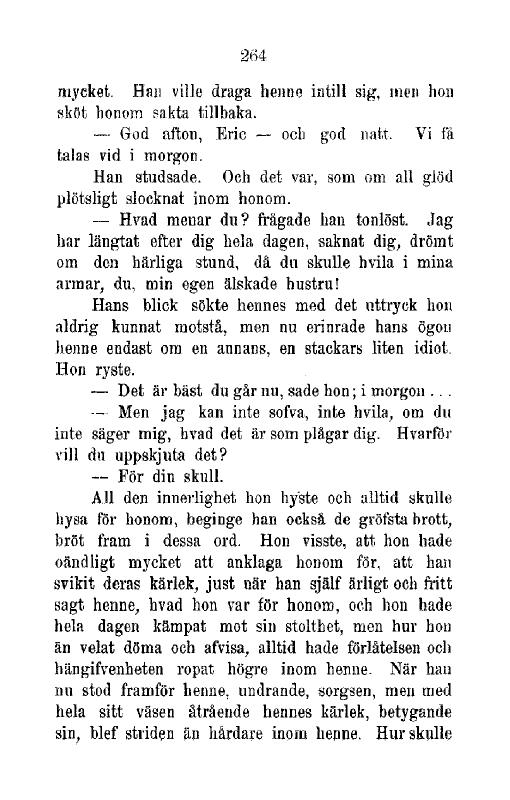 264
mycket. Han ville draga henne intill sig, men hon
sköt honom sakta tillbaka.
— God afton, Eric — och god natt. Vi få
talas vid i morgon.
Han studsade. Och det var, som om all glöd
plötsligt slocknat inom honom.
— Hvad menar du? frågade han tonlöst. Jag
har längtat efter dig hela dagen, saknat dig, drömt
om den härliga stund, då du skulle hvila i mina
armar, du, min egen älskade hustru!
Hans blick sökte hennes med det uttryck hon
aldrig kunnat motstå, men nu erinrade hans ögon
henne endast om en annans, en stackars liten idiot.
Hon ryste.
— Det är bäst du går nu, sade hon; i morgon ...
— Men jag kan inte sofva, inte hvila, om du
inte säger mig, hvad det är som plågar dig. Hvarför
vill du uppskjuta det?
— För din skull.
All den innerlighet hon hyste och alltid skulle
hysa för honom, beginge han också de gröfsta brott,
bröt fram i dessa ord. Hon visste, att hon hade
oändligt mycket att anklaga honom för, att han
svikit deras kärlek, just när han själf ärligt och fritt
sagt henne, hvad hon var för honom, och hon hade
hela dagen kämpat mot sin stolthet, men hur hon
än velat döma och afvisa, alltid hade förlåtelsen och
hängifvenheten ropat högre inom henne. När han
nu stod framför henne, undrande, sorgsen, men med
hela sitt väsen åtrående hennes kärlek, betygande
sin, blef striden än hårdare inom henne. Hur skulle